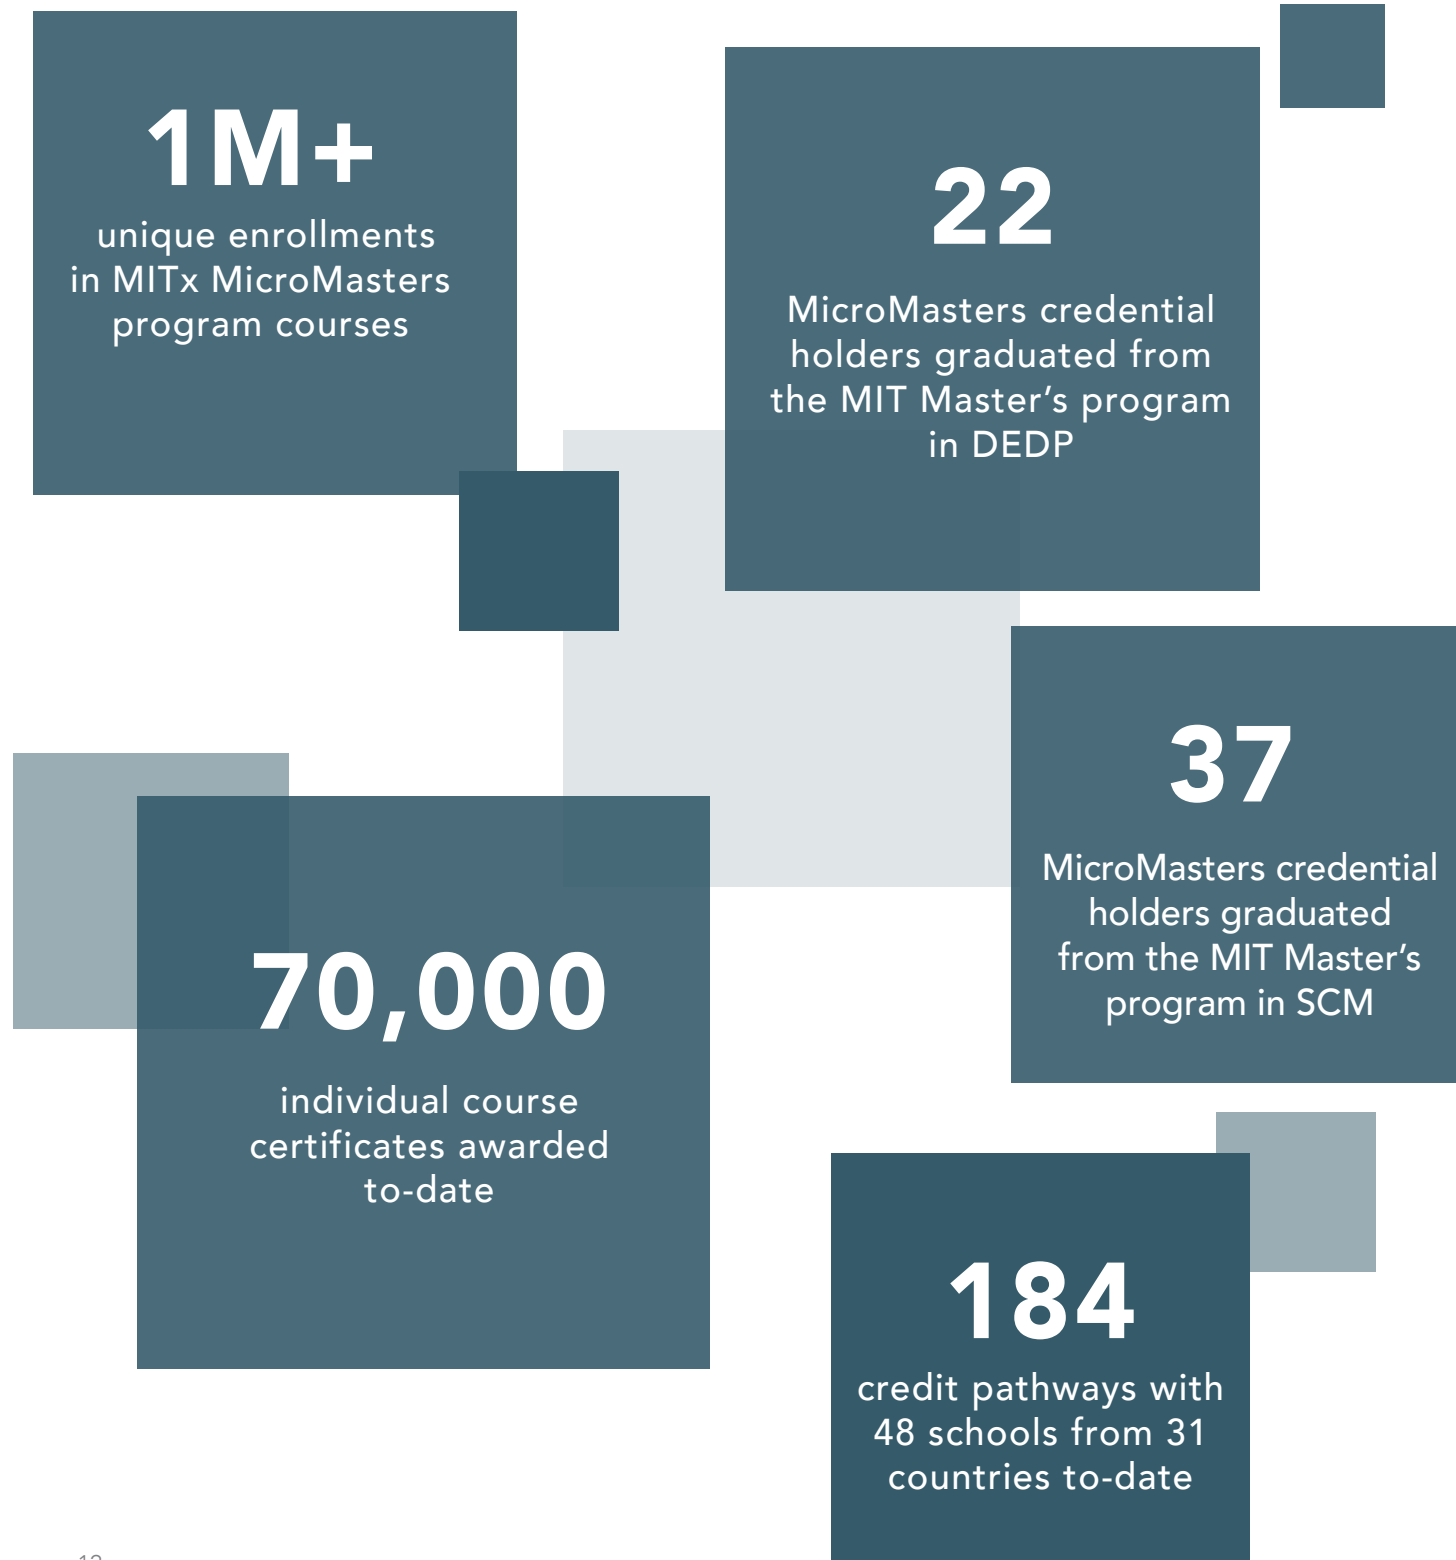 1M+
unique enrollments
in MITx MicroMasters
program courses
22
MicroMasters credential
holders graduated from
the MIT Master’s program
in DEDP
37
MicroMasters credential
holders graduated
from the MIT Master’s
program in SCM
70,000
individual course
certificates awarded
to-date
184
credit pathways with
48 schools from 31
countries to-date